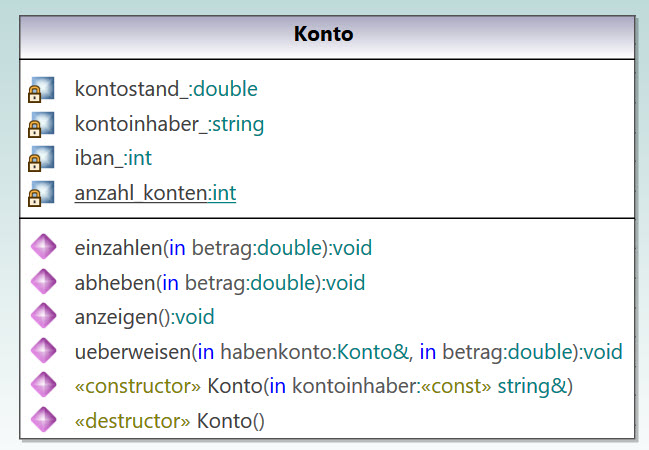 Konto
kontostand_:double
kontoinhaber_:string
iban_:int
anzahl_konten:int
einzahlen(in betrag:double):void
abheben(in betrag:double):void
anzeigen():void
ueberweisen(in habenkonto:Konto&, in betrag:double):void
«constructor» Konto(in kontoinhaber:«const» string&)
«destructor» Konto()